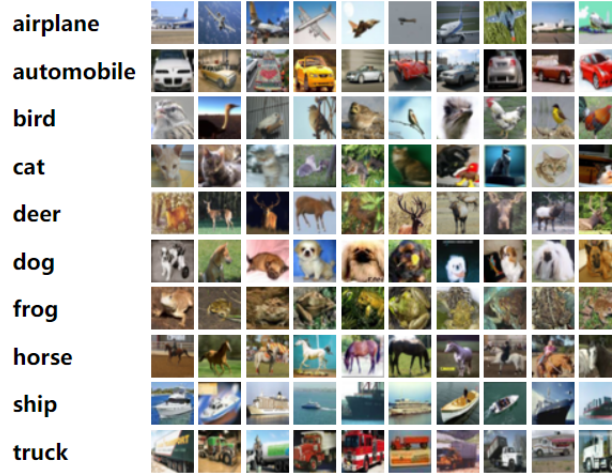 airplane
automobile
bird
cat
deer
dog
frog
horse
ship
truck